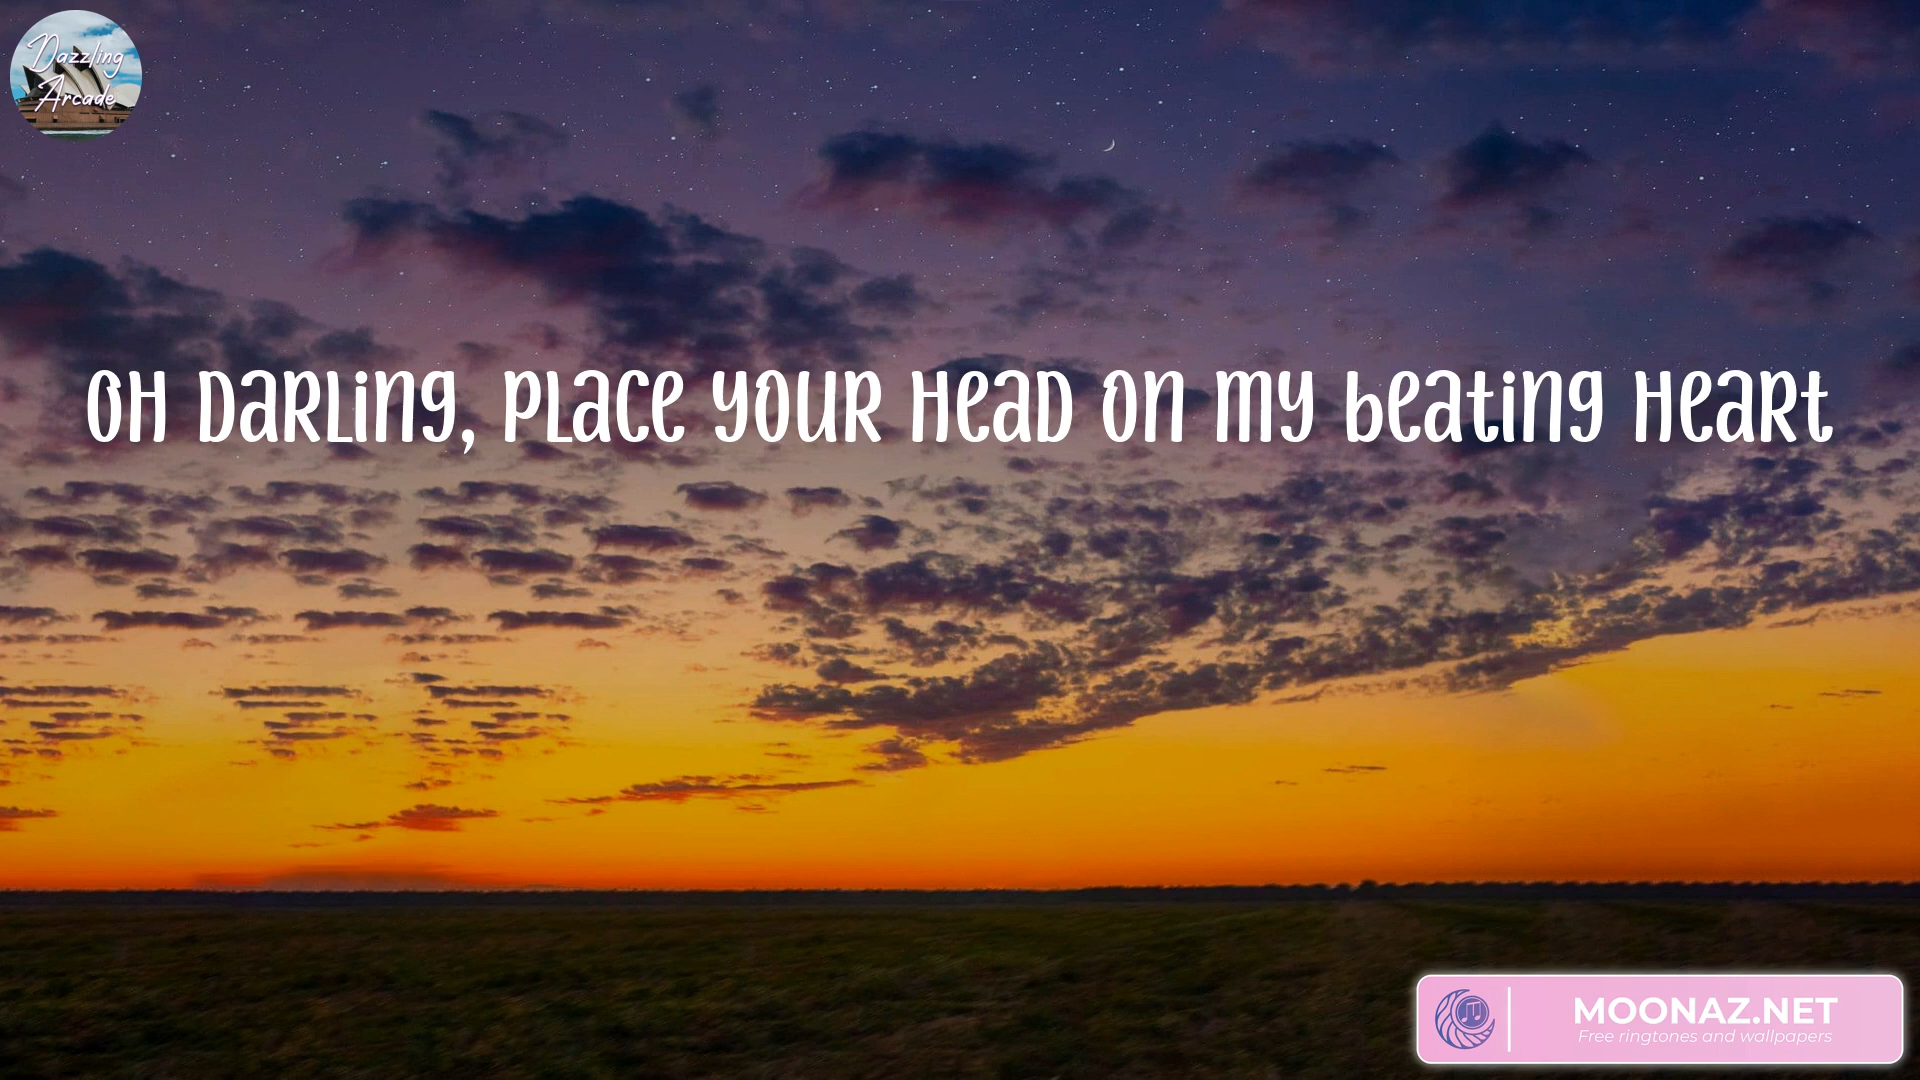 Dazzling
Arcade
OH DaRLing, PLace yOUR HeaD On my beating HeaRt
MOONAZ.NET
Free ringtones and wallpapers